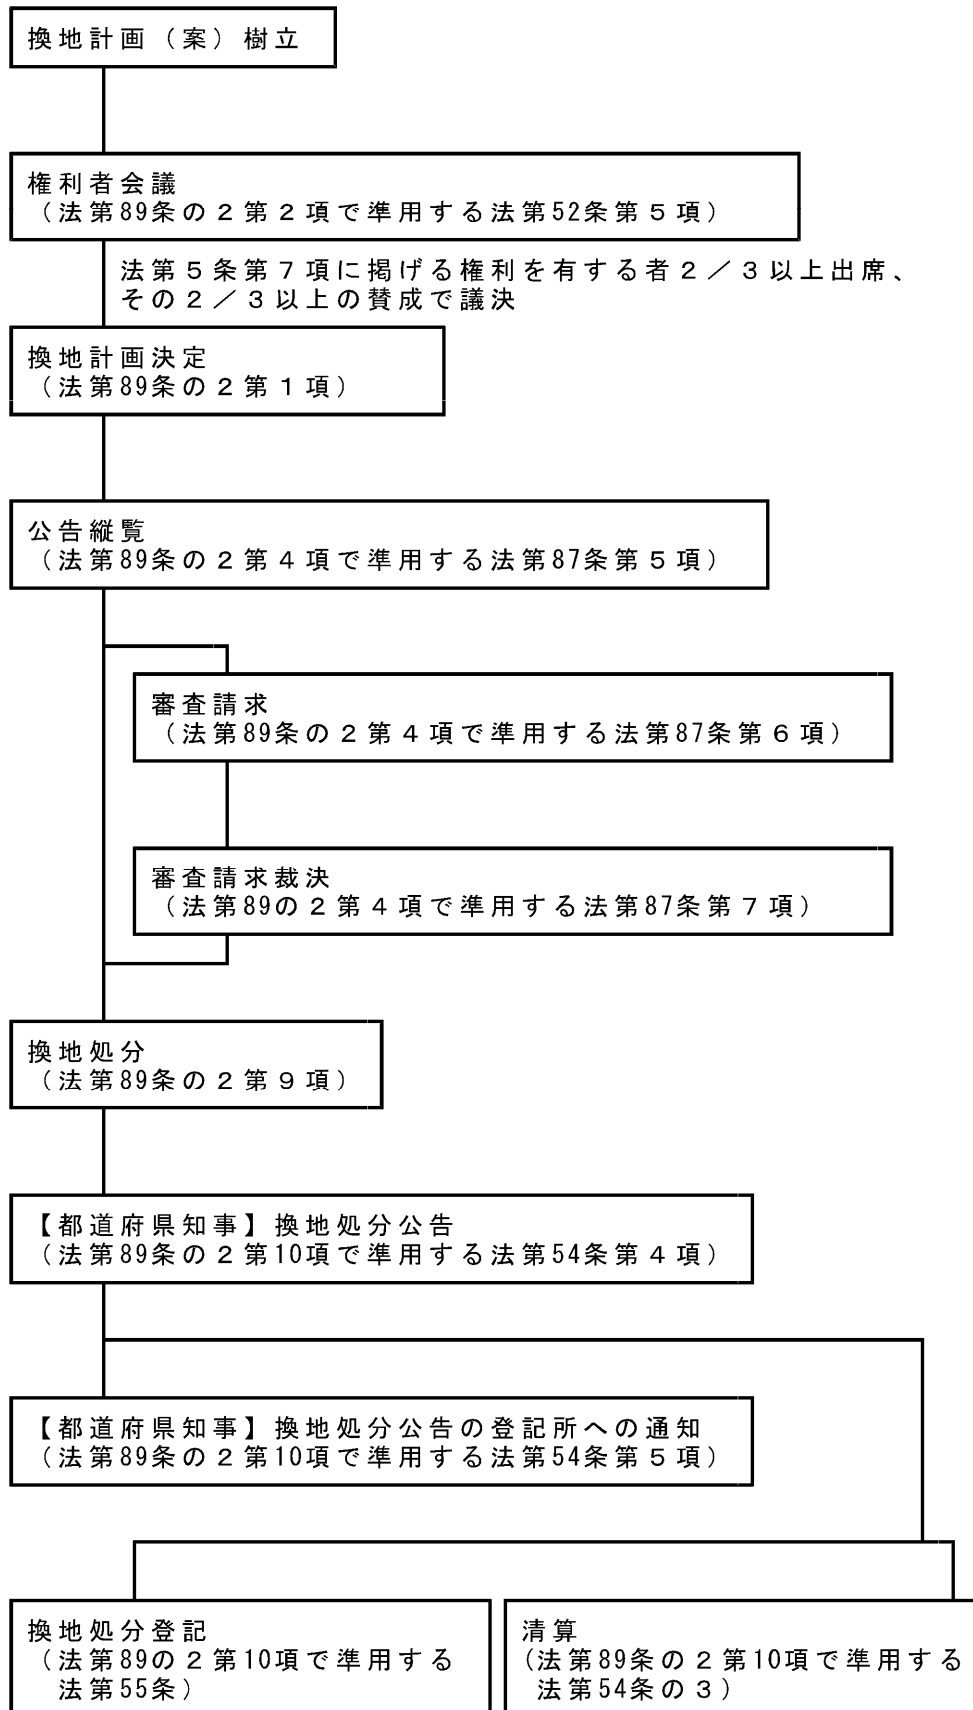 換地計画（案）樹立
権利者会議
（法第89条の２第２項で準用する法第52条第５項）
法第５条第７項に掲げる権利を有する者２／３以上出席、
その２／３以上の賛成で議決
換地計画決定
（法第89条の２第１項）
公告縦覧
（法第89条の２第４項で準用する法第87条第５項）
審査請求
（法第89条の２第４項で準用する法第87条第６項）
審査請求裁決
（法第89の２第４項で準用する法第87条第７項）
換地処分
（法第89条の２第９項）
【都道府県知事】換地処分公告
（法第89条の２第10項で準用する法第54条第４項）
【都道府県知事】換地処分公告の登記所への通知
（法第89条の２第10項で準用する法第54条第５項）
換地処分登記
（法第89の２第10項で準用する
法第55条）
清算
(法第89条の２第10項で準用する
法第54条の３）